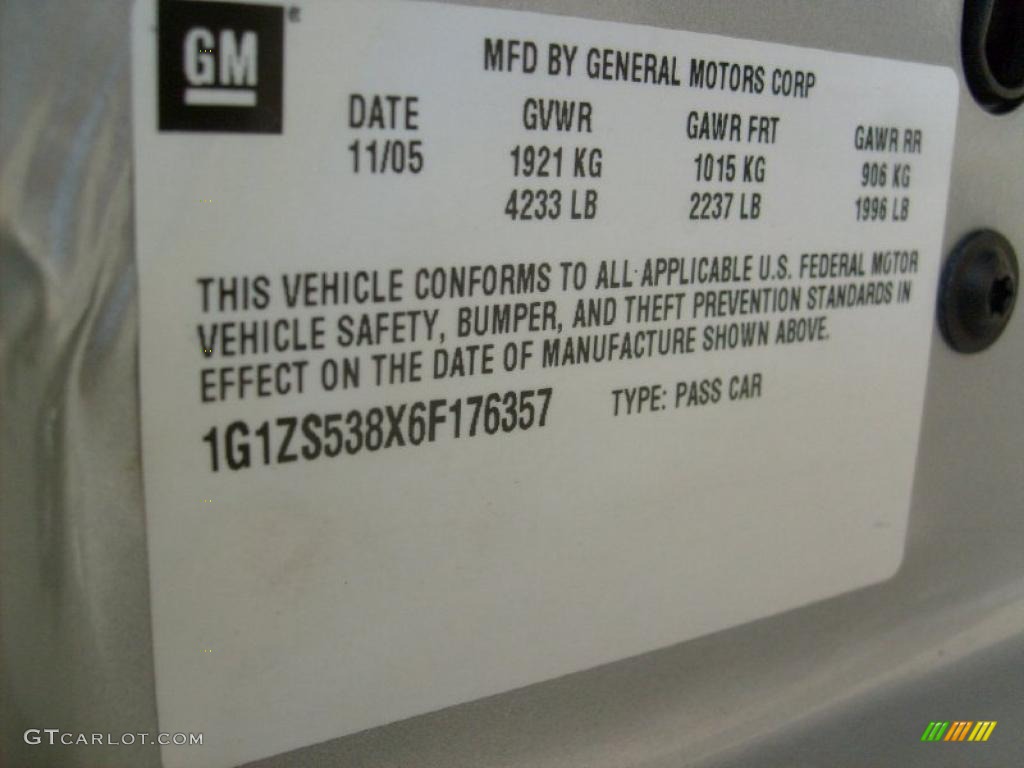 GM
MFD BY GENERAL MOTORS CORP
DATE GVWR GAWR FRT GAWR RR
11/05 1921 KG 1015 KG 906 KG
4233 LB 2237 LB 1996 LB
THIS VEHICLE CONFORMS TO ALL APPLICABLE U.S. FEDERAL MOTOR
VEHICLE SAFETY, BUMPER, AND THEFT PREVENTION STANDARDS IN
EFFECT ON THE DATE OF MANUFACTURE SHOWN ABOVE.
1G1ZS538X6F176357 TYPE: PASS CAR
GTCARLOT.COM